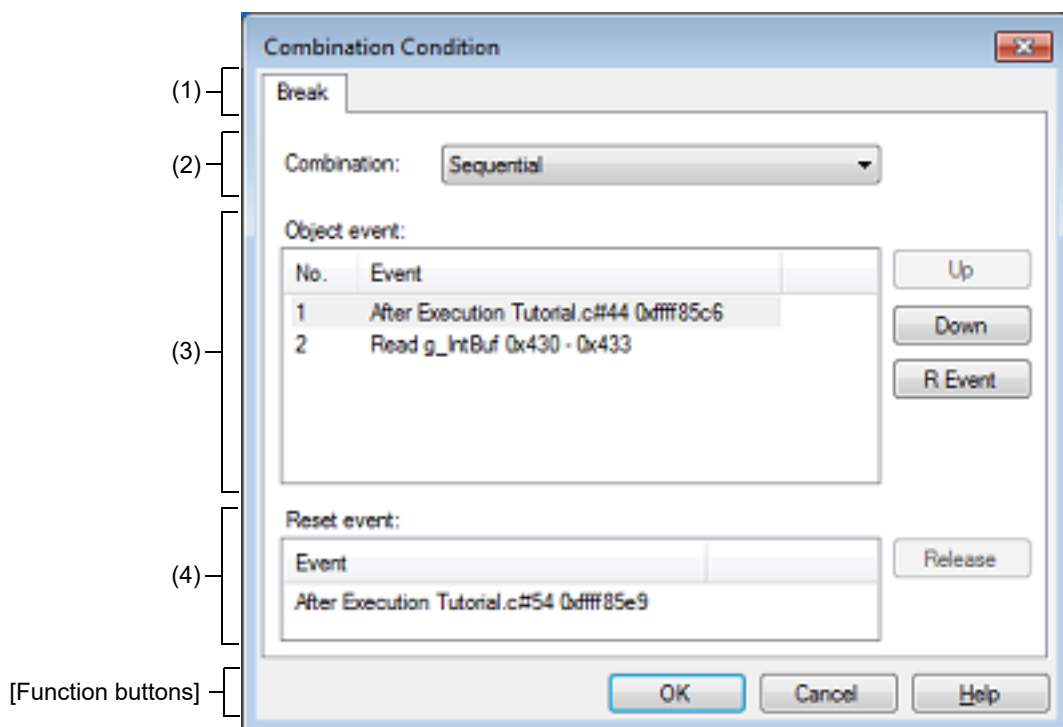 Combination Condition
(1)
Break
(2)
Combination: Sequential
Object event:
No. Event
Up
1 After Execution Tutorial.c#44 0xffff85c6
Down
2 Read g_IntBuf 0x430 - 0x433
(3)
R Event
Reset event:
Event
Release
(4)
After Execution Tutorial.c#54 0xffff85e9
[Function buttons]
OK Cancel Help